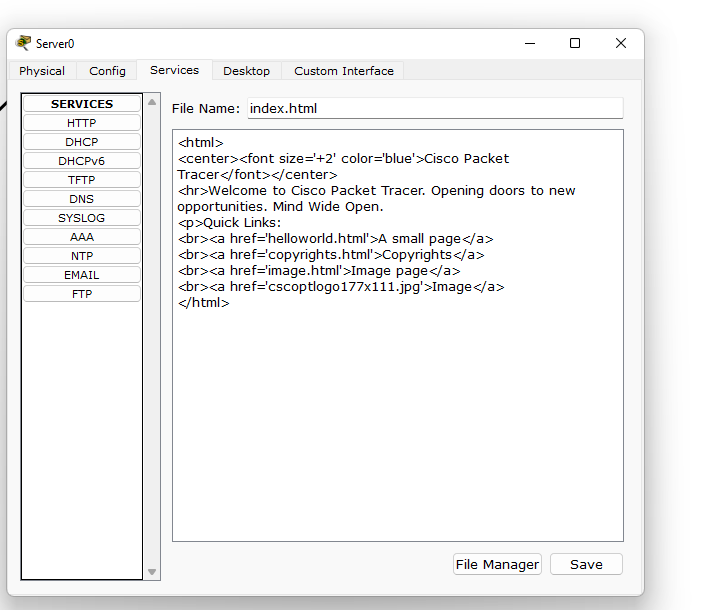 Server0
Physical Config Services Desktop Custom Interface
SERVICES
HTTP
DHCP
DHCPv6
TFTP
DNS
SYSLOG
AAA
NTP
EMAIL
FTP
File Name: index.html
<html>
<center><font size='+2' color='blue'>Cisco Packet
Tracer</font></center>
<hr>Welcome to Cisco Packet Tracer. Opening doors to new
opportunities. Mind Wide Open.
<p>Quick Links:
<br><a href='helloworld.html'>A small page</a>
<br><a href='copyrights.html'>Copyrights</a>
<br><a href='image.html'>Image page</a>
<br><a href='cscoptlogo177x111.jpg'>Image</a>
</html>
File Manager Save